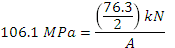 106.1 MPa = (76.3/2) kN / A